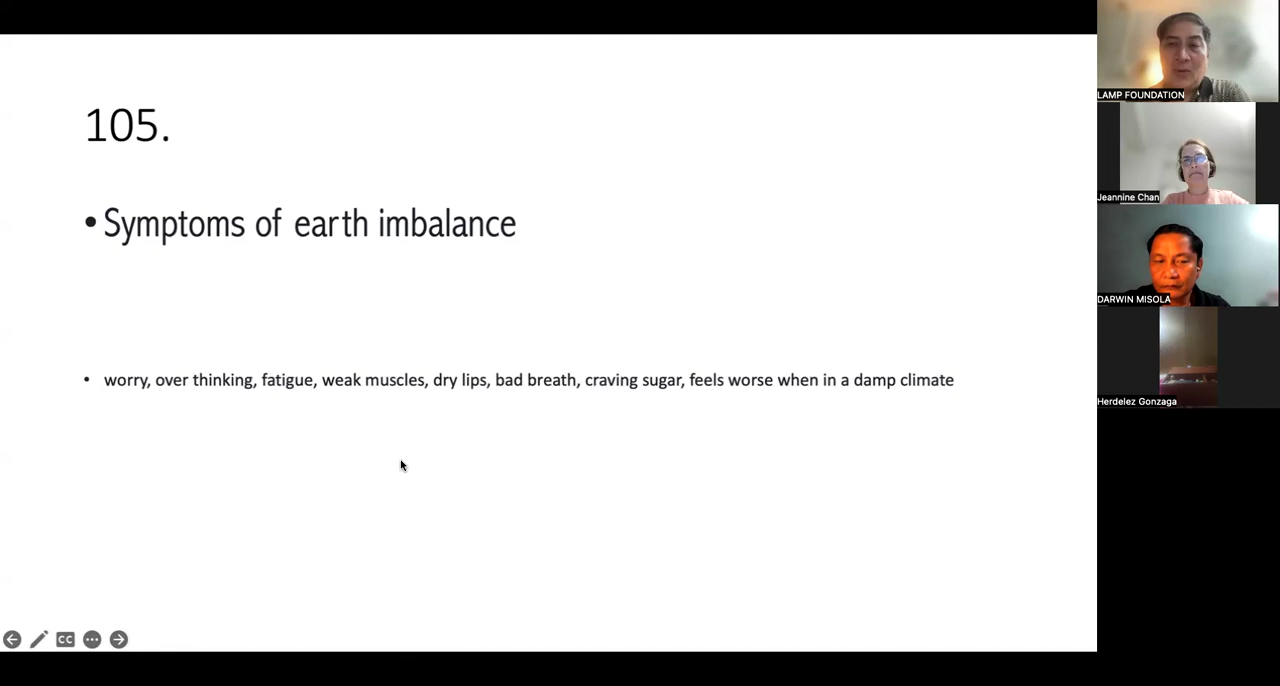 105.
• Symptoms of earth imbalance
• worry, over thinking, fatigue, weak muscles, dry lips, bad breath, craving sugar, feels worse when in a damp climate
CC
LAMP FOUNDATION
Jeannine Chan
DARWIN MISOLA
Herdelez Gonzaga